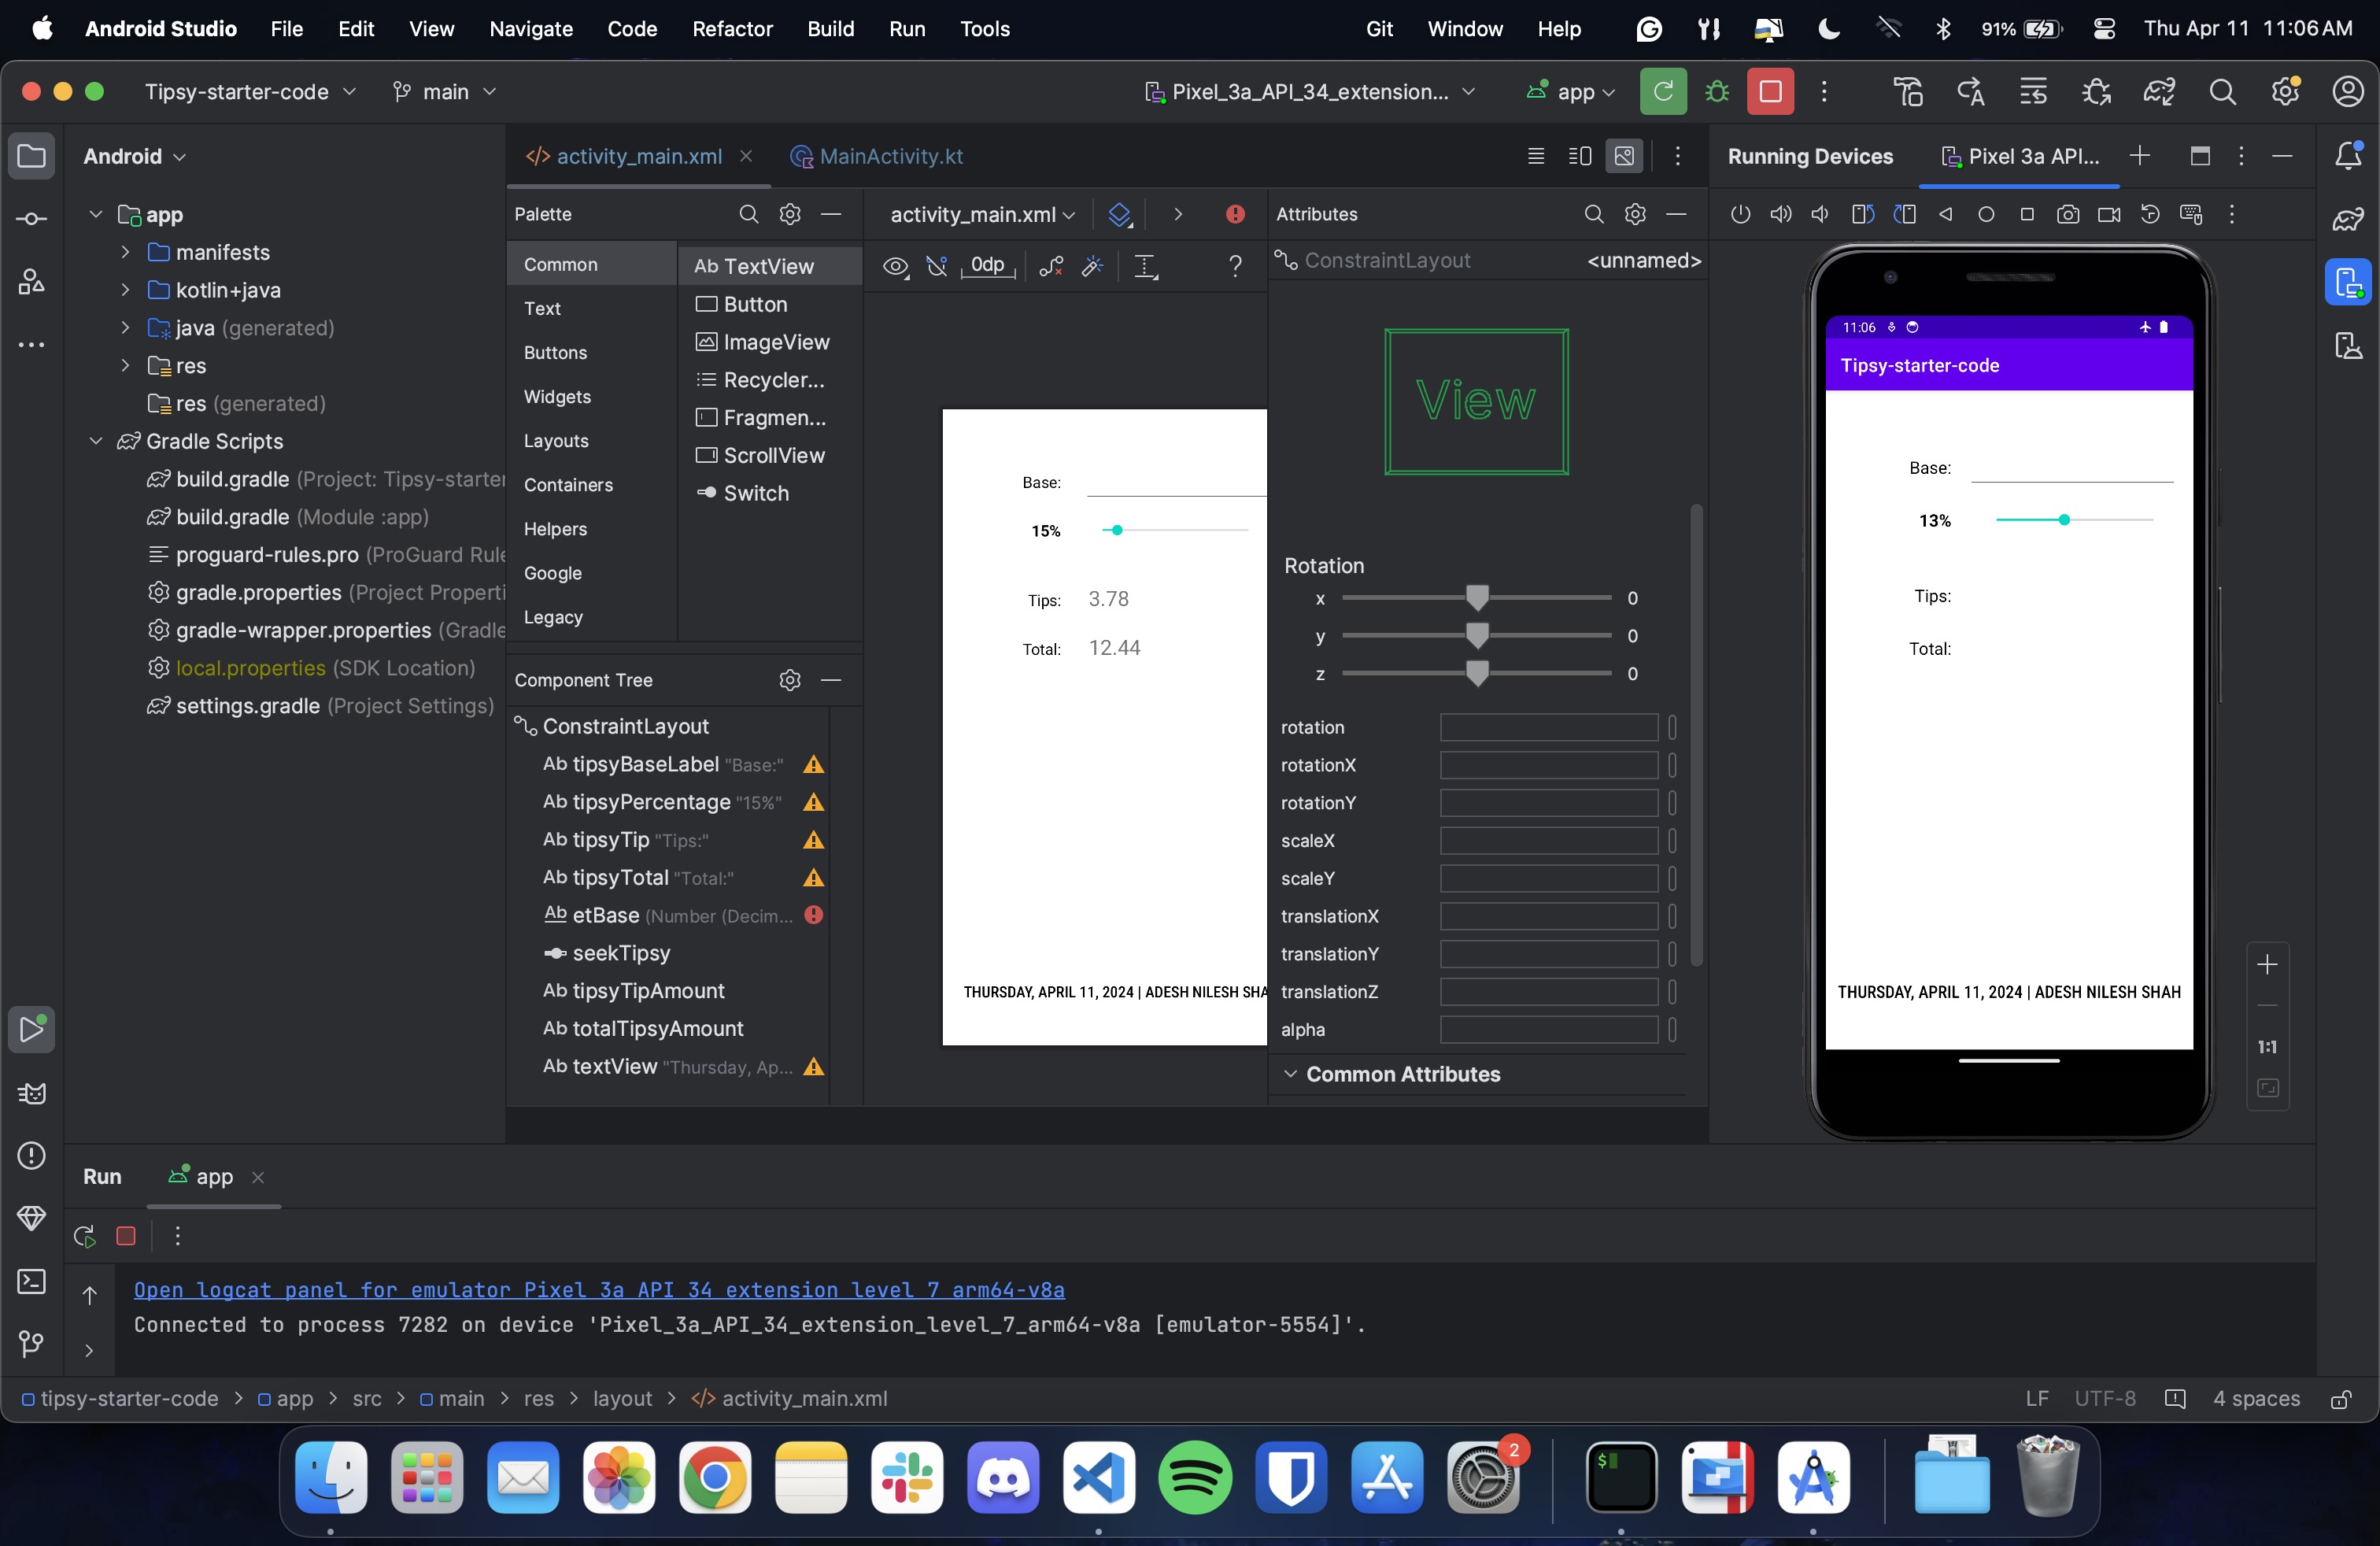 Android Studio File Edit View Navigate Code Refactor Build Run Tools Git Window Help 91% Thu Apr 11 11:06 AM
Tipsy-starter-code main Pixel_3a_API_34_extension... app
Android
app
manifests
kotlin+java
java (generated)
res
res (generated)
Gradle Scripts
build.gradle (Project: Tipsy-starter
build.gradle (Module :app)
proguard-rules.pro (ProGuard Rule
gradle.properties (Project Properti
gradle-wrapper.properties (Gradle
local.properties (SDK Location)
settings.gradle (Project Settings)
activity_main.xml MainActivity.kt
Palette
Common
Text
Buttons
Widgets
Layouts
Containers
Helpers
Google
Legacy
Ab TextView
Button
ImageView
Recycler...
Fragmen...
ScrollView
Switch
Component Tree
ConstraintLayout
Ab tipsyBaseLabel "Base:"
Ab tipsyPercentage "15%"
Ab tipsyTip "Tips:"
Ab tipsyTotal "Total:"
Ab etBase (Number (Decim...
seekTipsy
Ab tipsyTipAmount
Ab totalTipsyAmount
Ab textView "Thursday, Ap...
activity_main.xml
0dp
?
Base:
15%
Tips: 3.78
Total: 12.44
THURSDAY, APRIL 11, 2024 | ADESH NILESH SHA
Attributes
ConstraintLayout <unnamed>
View
Rotation
x 0
y 0
z 0
rotation
rotationX
rotationY
scaleX
scaleY
translationX
translationY
translationZ
alpha
Common Attributes
Running Devices Pixel 3a API...
11:06
Tipsy-starter-code
Base:
13%
Tips:
Total:
THURSDAY, APRIL 11, 2024 | ADESH NILESH SHAH
1:1
Run app
Open logcat panel for emulator Pixel 3a API 34 extension level 7 arm64-v8a
Connected to process 7282 on device 'Pixel_3a_API_34_extension_level_7_arm64-v8a [emulator-5554]'.
tipsy-starter-code > app > src > main > res > layout > activity_main.xml
LF UTF-8 4 spaces
2
$